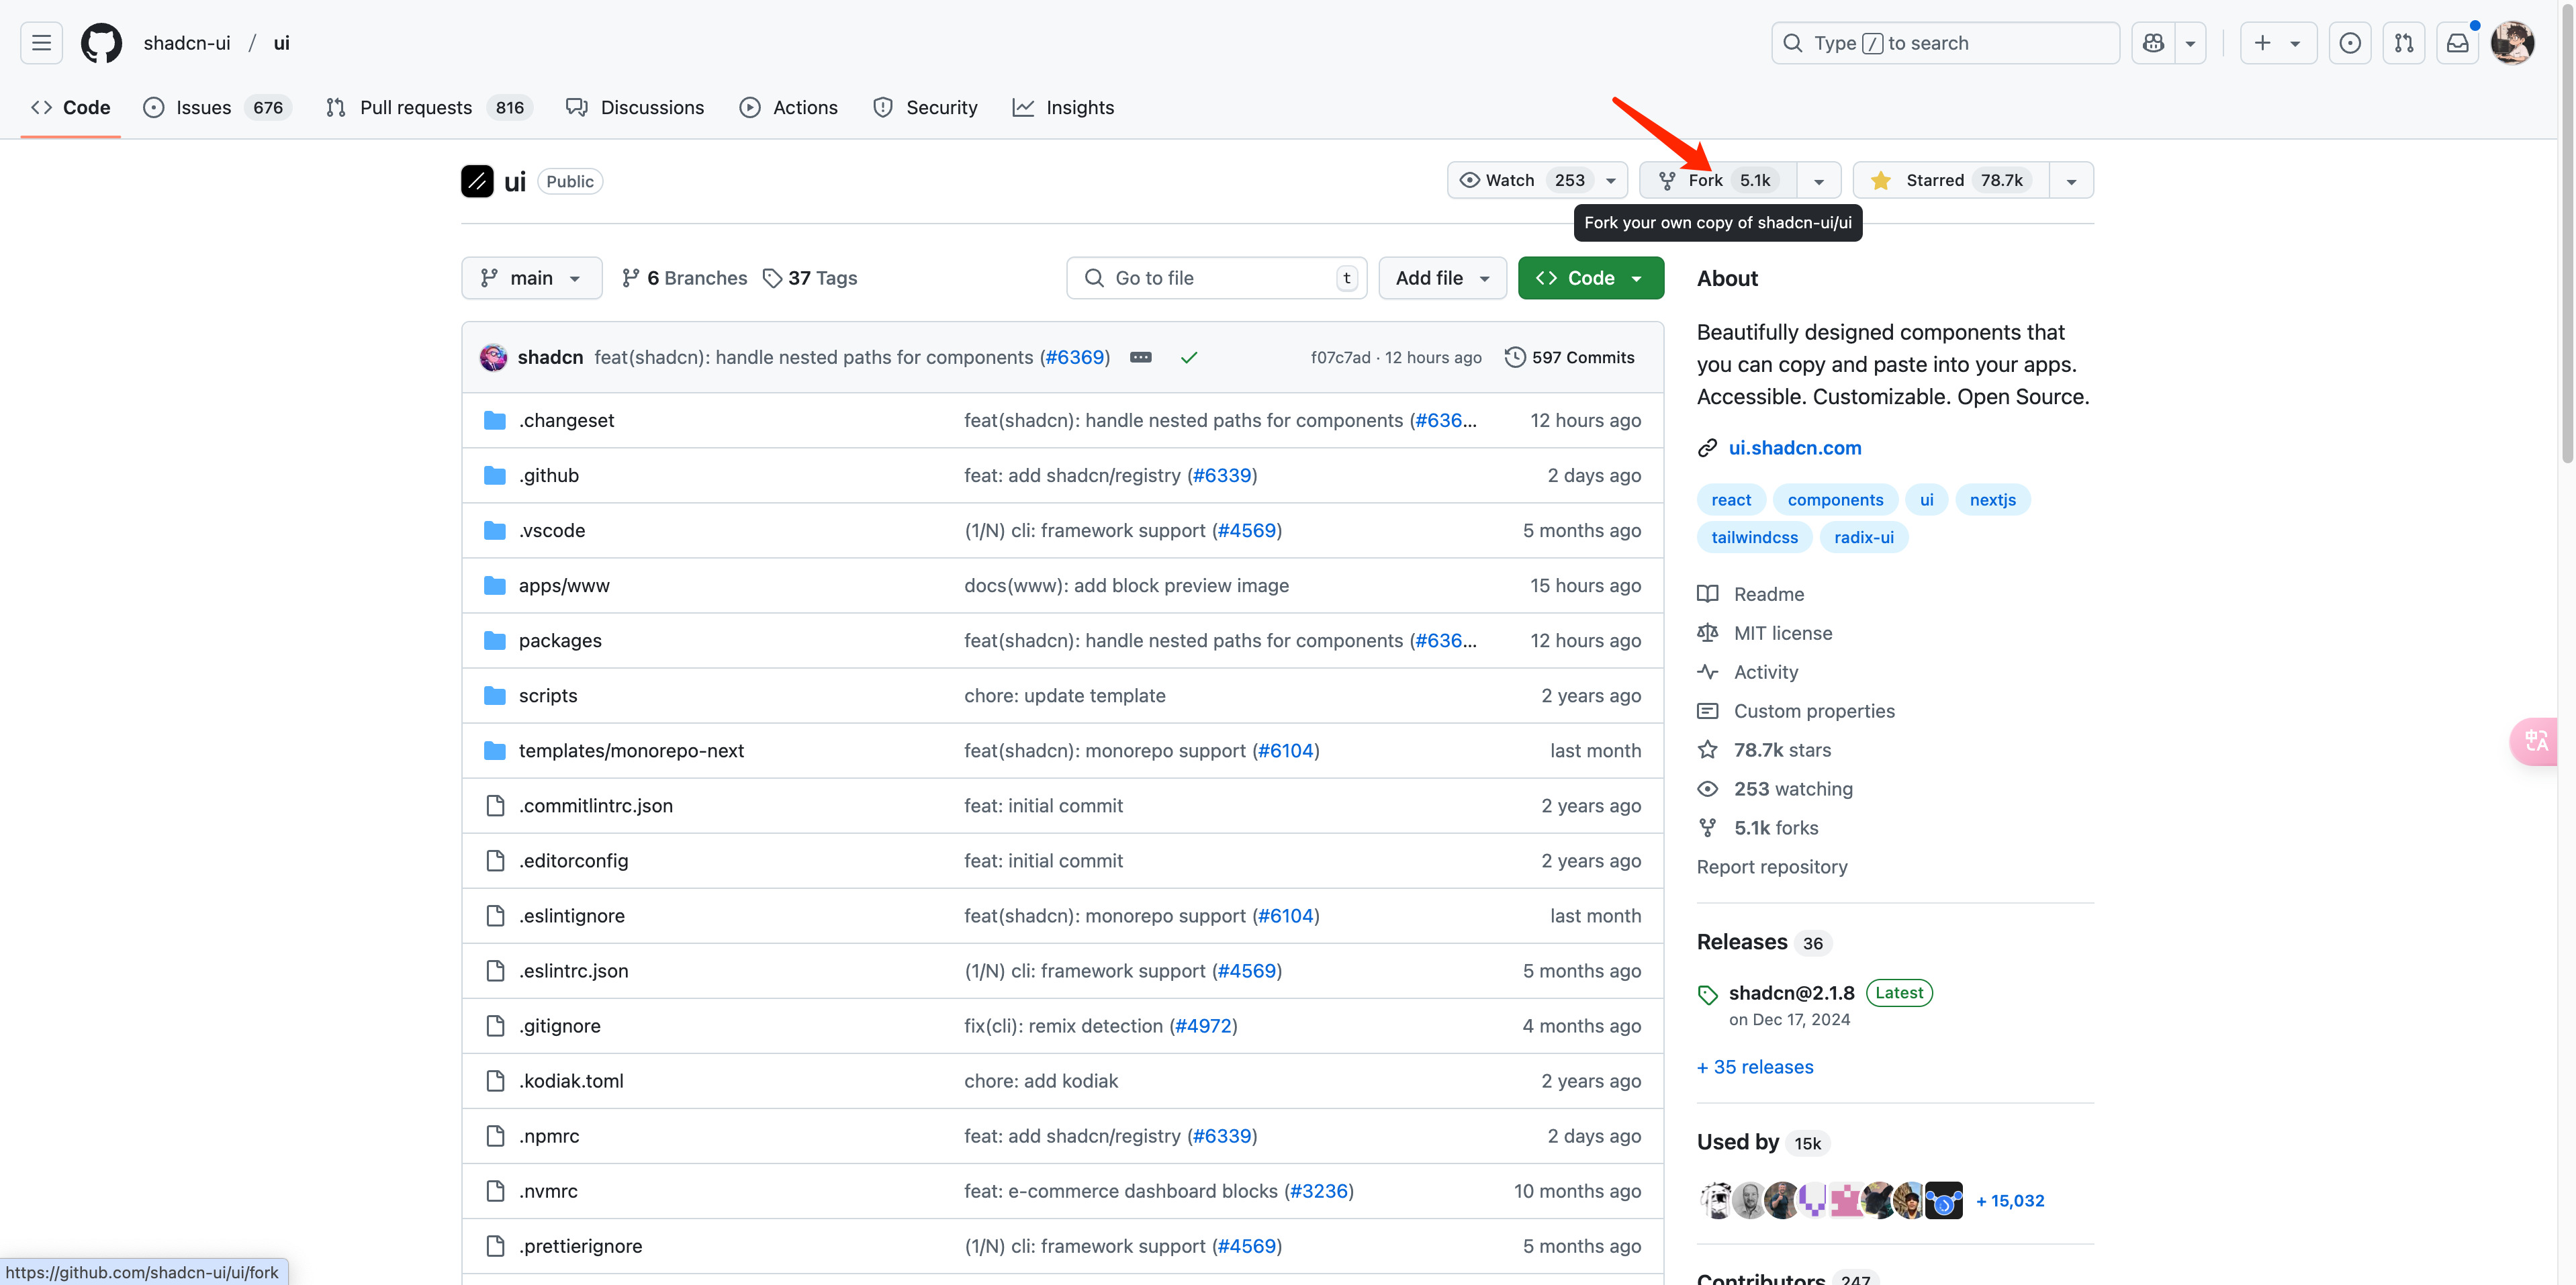 shadcn-ui / ui
Type / to search
Code
Issues 676
Pull requests 816
Discussions
Actions
Security
Insights
ui Public
Watch 253
Fork 5.1k
Starred 78.7k
Fork your own copy of shadcn-ui/ui
main
6 Branches
37 Tags
Go to file t
Add file
Code
shadcn feat(shadcn): handle nested paths for components (#6369) f07c7ad · 12 hours ago 597 Commits
.changeset feat(shadcn): handle nested paths for components (#636... 12 hours ago
.github feat: add shadcn/registry (#6339) 2 days ago
.vscode (1/N) cli: framework support (#4569) 5 months ago
apps/www docs(www): add block preview image 15 hours ago
packages feat(shadcn): handle nested paths for components (#636... 12 hours ago
scripts chore: update template 2 years ago
templates/monorepo-next feat(shadcn): monorepo support (#6104) last month
.commitlintrc.json feat: initial commit 2 years ago
.editorconfig feat: initial commit 2 years ago
.eslintignore feat(shadcn): monorepo support (#6104) last month
.eslintrc.json (1/N) cli: framework support (#4569) 5 months ago
.gitignore fix(cli): remix detection (#4972) 4 months ago
.kodiak.toml chore: add kodiak 2 years ago
.npmrc feat: add shadcn/registry (#6339) 2 days ago
.nvmrc feat: e-commerce dashboard blocks (#3236) 10 months ago
.prettierignore (1/N) cli: framework support (#4569) 5 months ago
About
Beautifully designed components that
you can copy and paste into your apps.
Accessible. Customizable. Open Source.
ui.shadcn.com
react components ui nextjs
tailwindcss radix-ui
Readme
MIT license
Activity
Custom properties
78.7k stars
253 watching
5.1k forks
Report repository
Releases 36
shadcn@2.1.8 Latest
on Dec 17, 2024
+ 35 releases
Used by 15k
+ 15,032
Contributors 247
中A
https://github.com/shadcn-ui/ui/fork